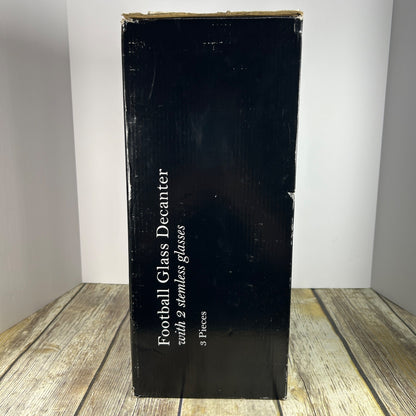 Football Glass Decanter
with 2 stemless glasses
3 Pieces